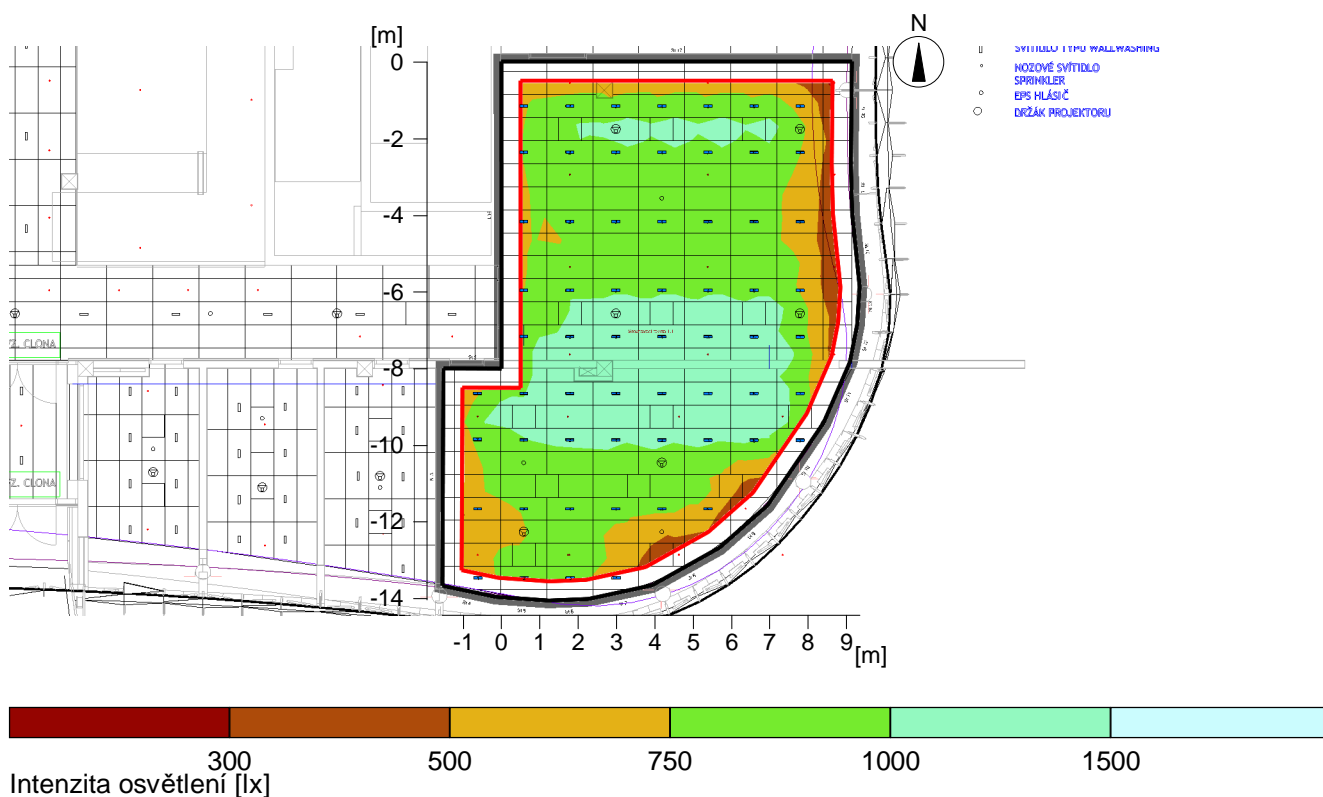 [m]
N
0
-2
-4
-6
-8
-10
-12
-14
SVÍTIDLO TYPU WALLWASHING
NOZOVÉ SVÍTIDLO
SPRINKLER
EPS HLÁSIČ
DRŽÁK PROJEKTORU
Z. CLONA
Z. CLONA
-1 0 1 2 3 4 5 6 7 8 9
[m]
300 500 750 1000 1500
Intenzita osvětlení [lx]